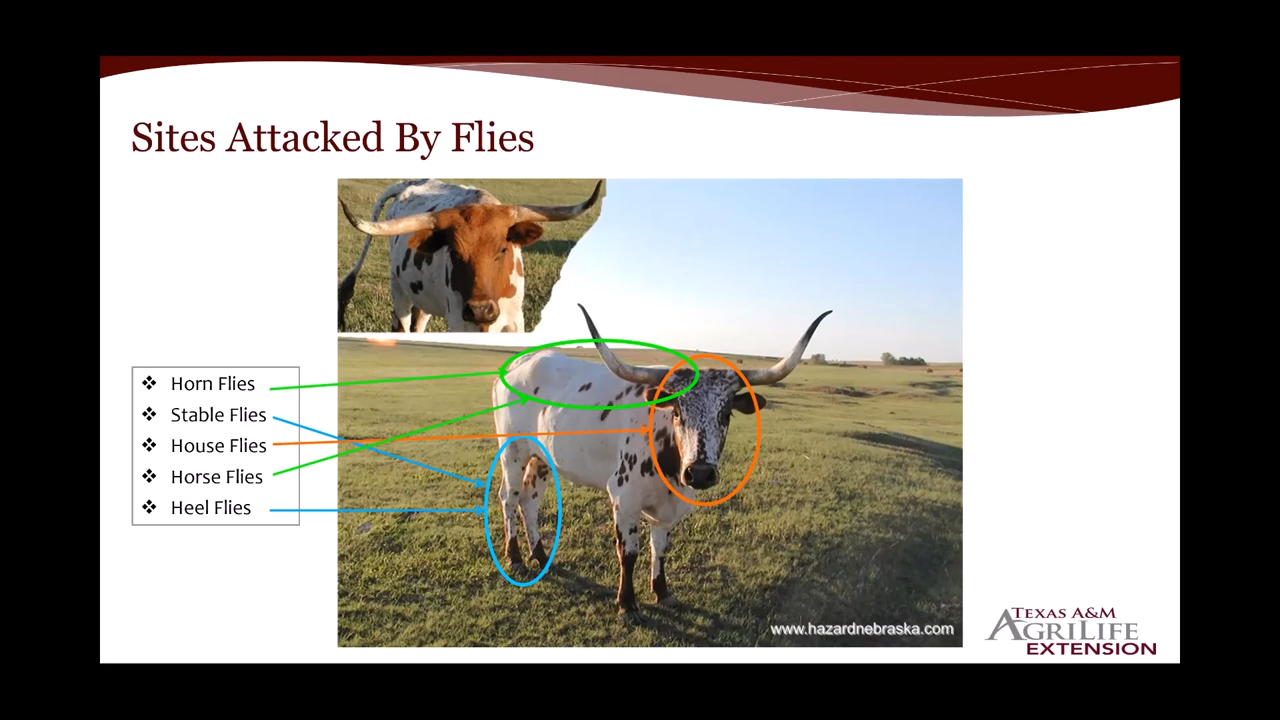 Sites Attacked By Flies
❖ Horn Flies
❖ Stable Flies
❖ House Flies
❖ Horse Flies
❖ Heel Flies
www.hazardnebraska.com
TEXAS A&M
AGRILIFE
EXTENSION